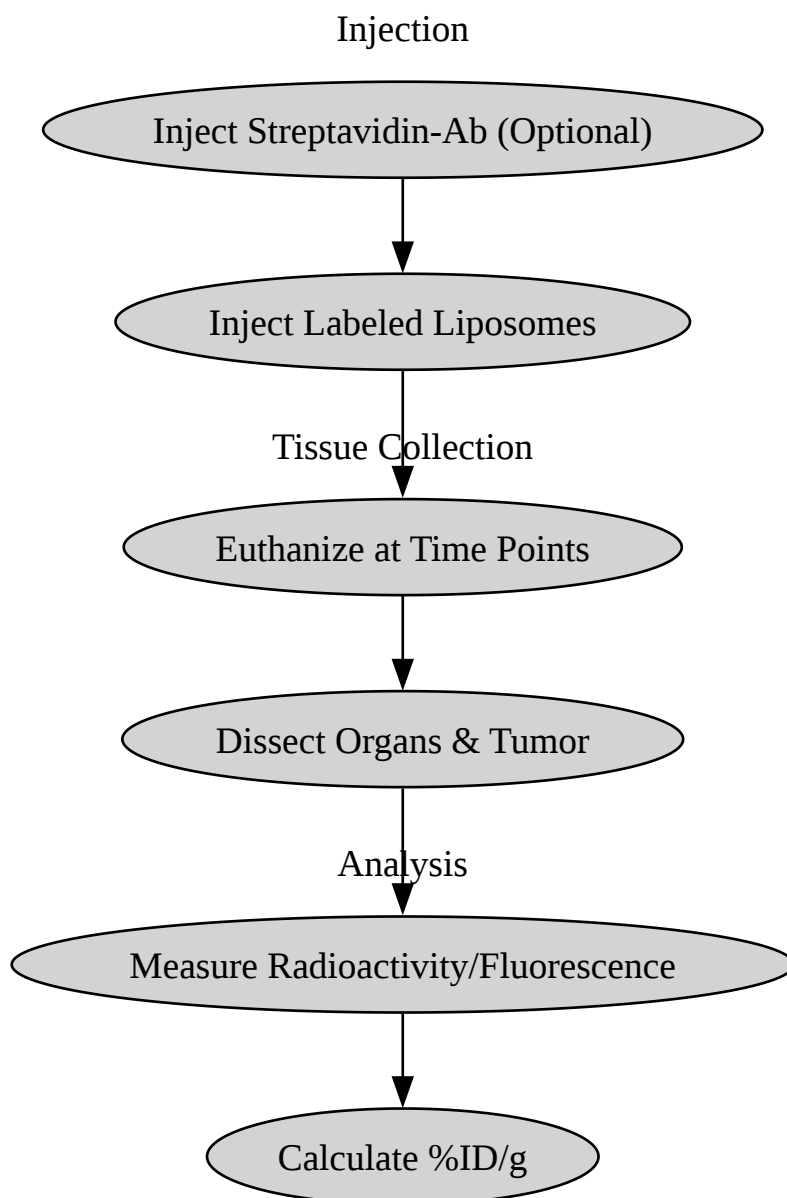 Injection
Inject Streptavidin-Ab (Optional)
Inject Labeled Liposomes
Tissue Collection
Euthanize at Time Points
Dissect Organs & Tumor
Analysis
Measure Radioactivity/Fluorescence
Calculate %ID/g